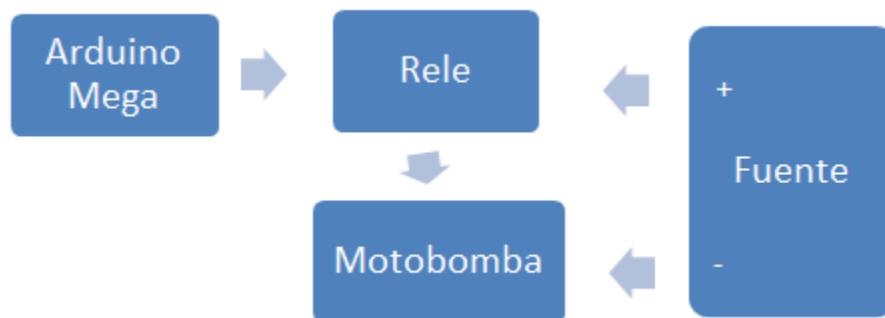 Arduino
Mega
Rele
+
Fuente
-
Motobomba